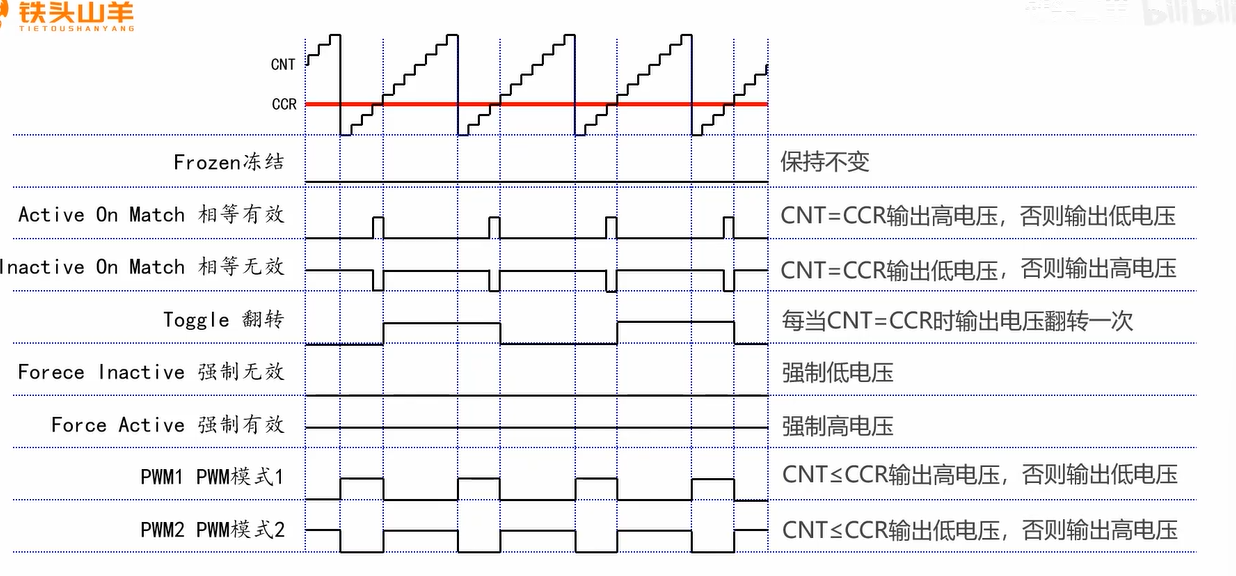 铁头山羊
TIETOUSHANYANG
bilibili
CNT
CCR
Frozen冻结 保持不变
Active On Match 相等有效 CNT=CCR输出高电压，否则输出低电压
Inactive On Match 相等无效 CNT=CCR输出低电压，否则输出高电压
Toggle 翻转 每当CNT=CCR时输出电压翻转一次
Forece Inactive 强制无效 强制低电压
Force Active 强制有效 强制高电压
PWM1 PWM模式1 CNT≤CCR输出高电压，否则输出低电压
PWM2 PWM模式2 CNT≤CCR输出低电压，否则输出高电压